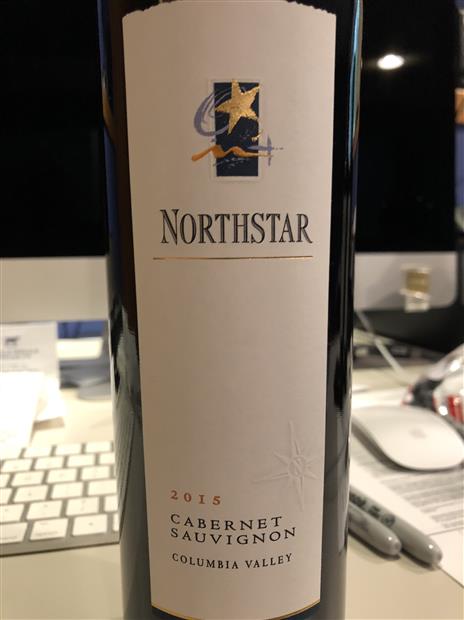 NORTHSTAR
2015
CABERNET
SAUVIGNON
COLUMBIA VALLEY